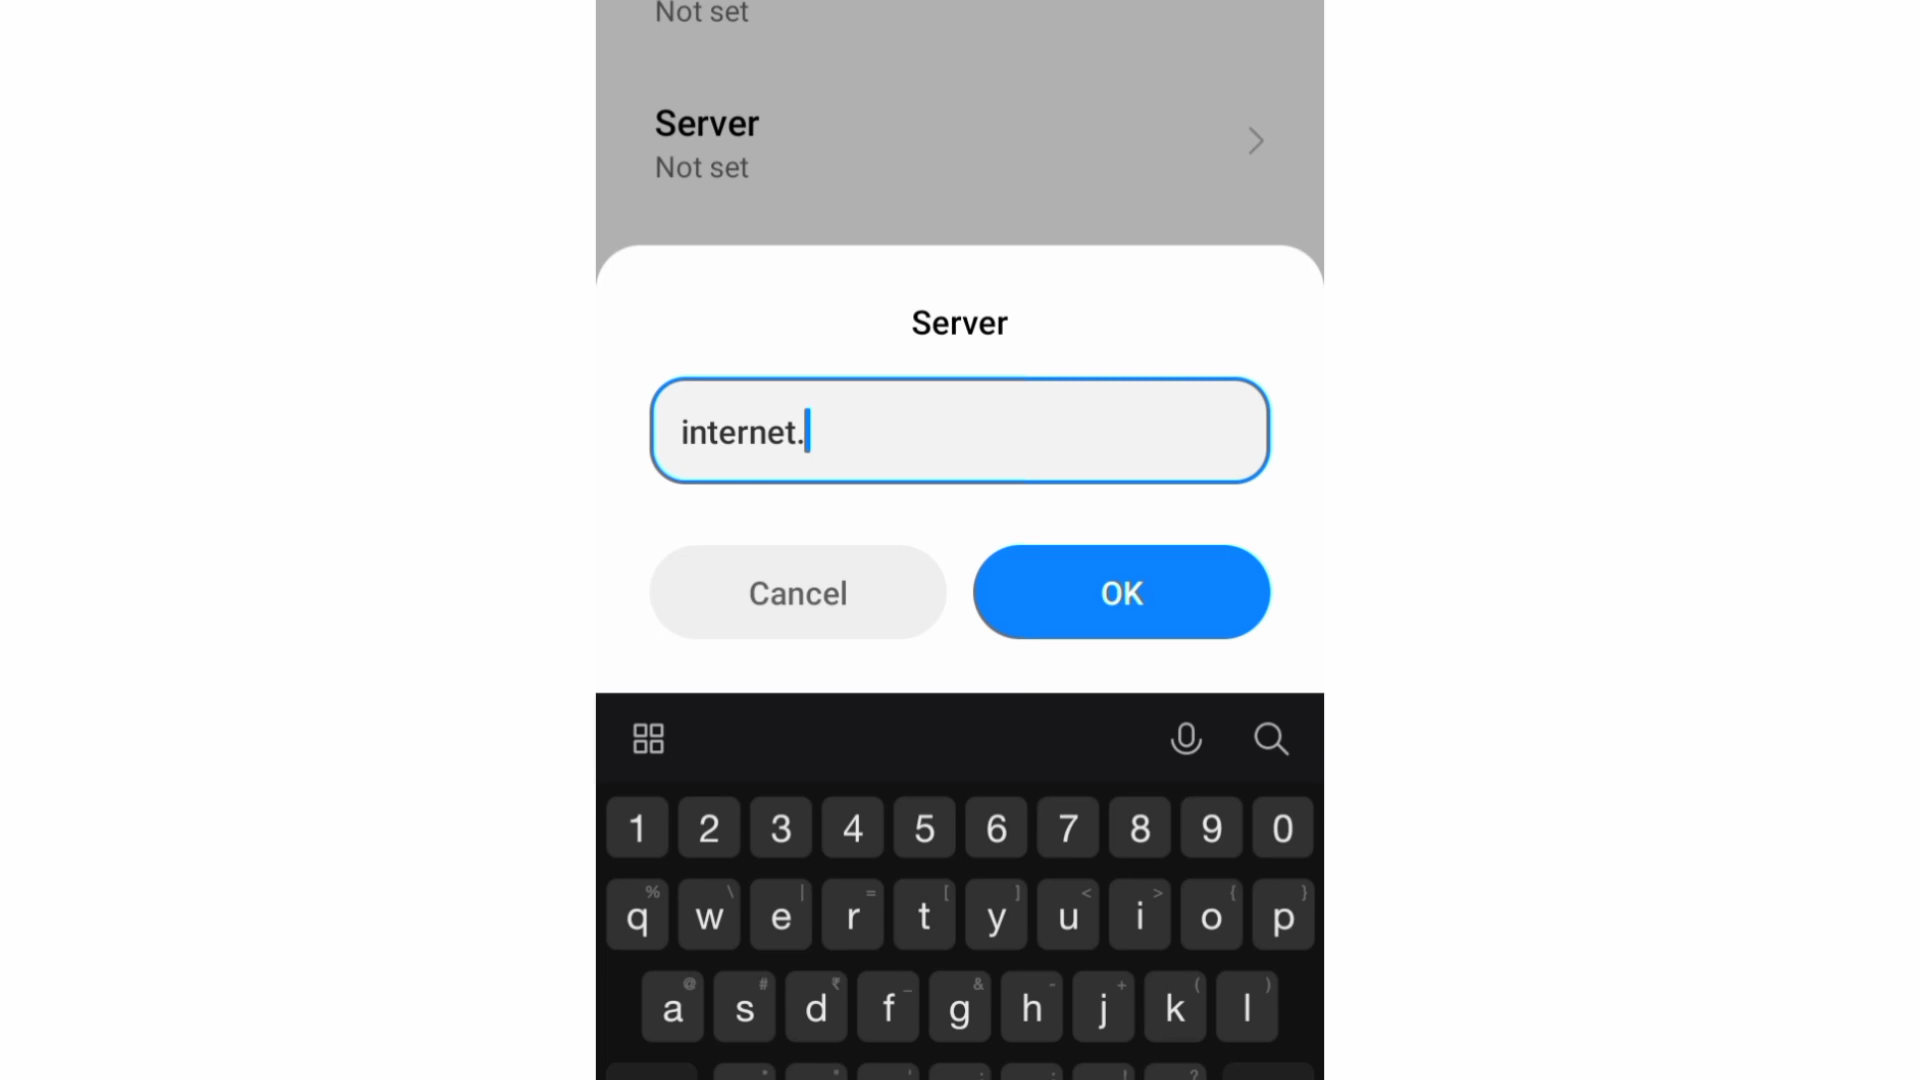 Not set
Server
Not set
Server
internet.
Cancel OK
1 2 3 4 5 6 7 8 9 0
% \ | = [ ] < > { }
q w e r t y u i o p
@ # ₹ _ & - + ( )
a s d f g h j k l